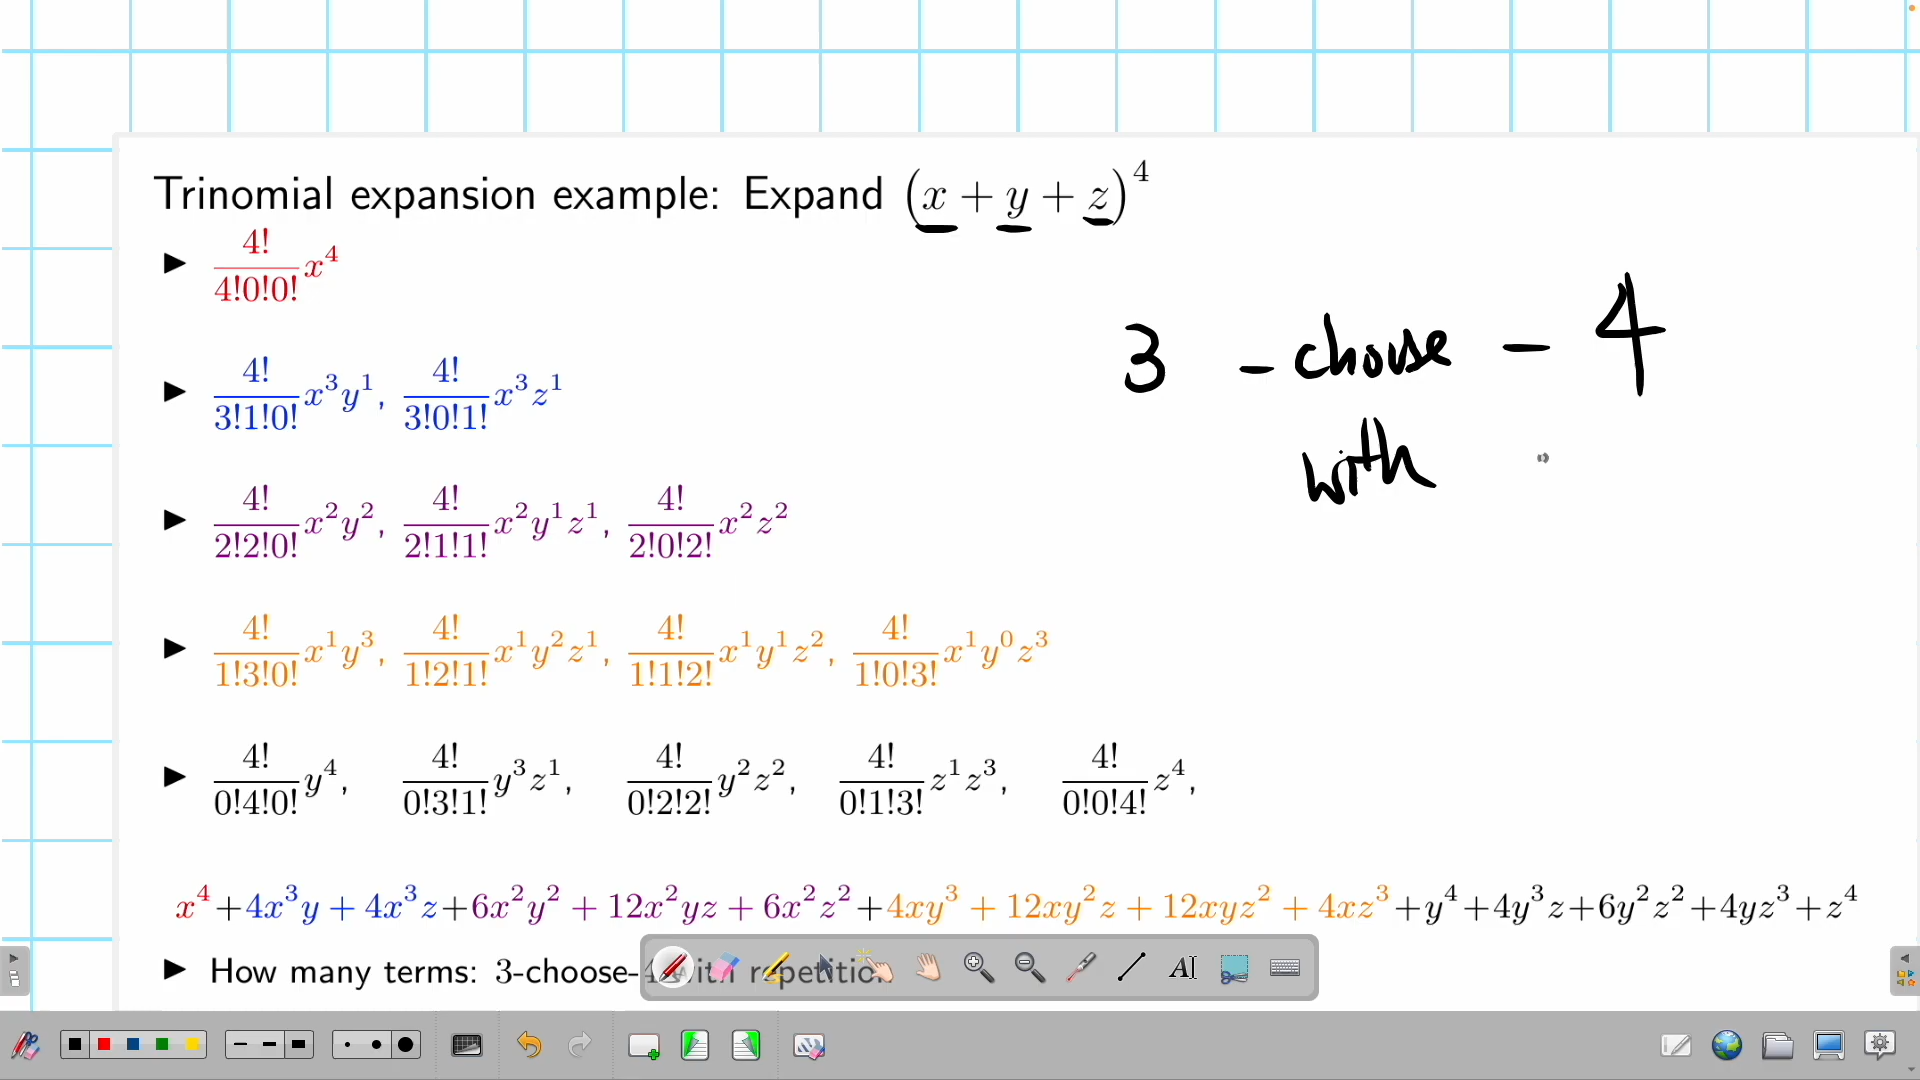 Trinomial expansion example: Expand (x + y + z)^4
▶ 4!/4!0!0! x^4
3 - choose - 4
▶ 4!/3!1!0! x^3y^1, 4!/3!0!1! x^3z^1
with
▶ 4!/2!2!0! x^2y^2, 4!/2!1!1! x^2y^1z^1, 4!/2!0!2! x^2z^2
▶ 4!/1!3!0! x^1y^3, 4!/1!2!1! x^1y^2z^1, 4!/1!1!2! x^1y^1z^2, 4!/1!0!3! x^1y^0z^3
▶ 4!/0!4!0! y^4, 4!/0!3!1! y^3z^1, 4!/0!2!2! y^2z^2, 4!/0!1!3! z^1z^3, 4!/0!0!4! z^4,
x^4+4x^3y + 4x^3z+6x^2y^2 + 12x^2yz + 6x^2z^2+4xy^3 + 12xy^2z + 12xyz^2 + 4xz^3+y^4+4y^3z+6y^2z^2+4yz^3+z^4
▶ How many terms: 3-choose-4 with repetition